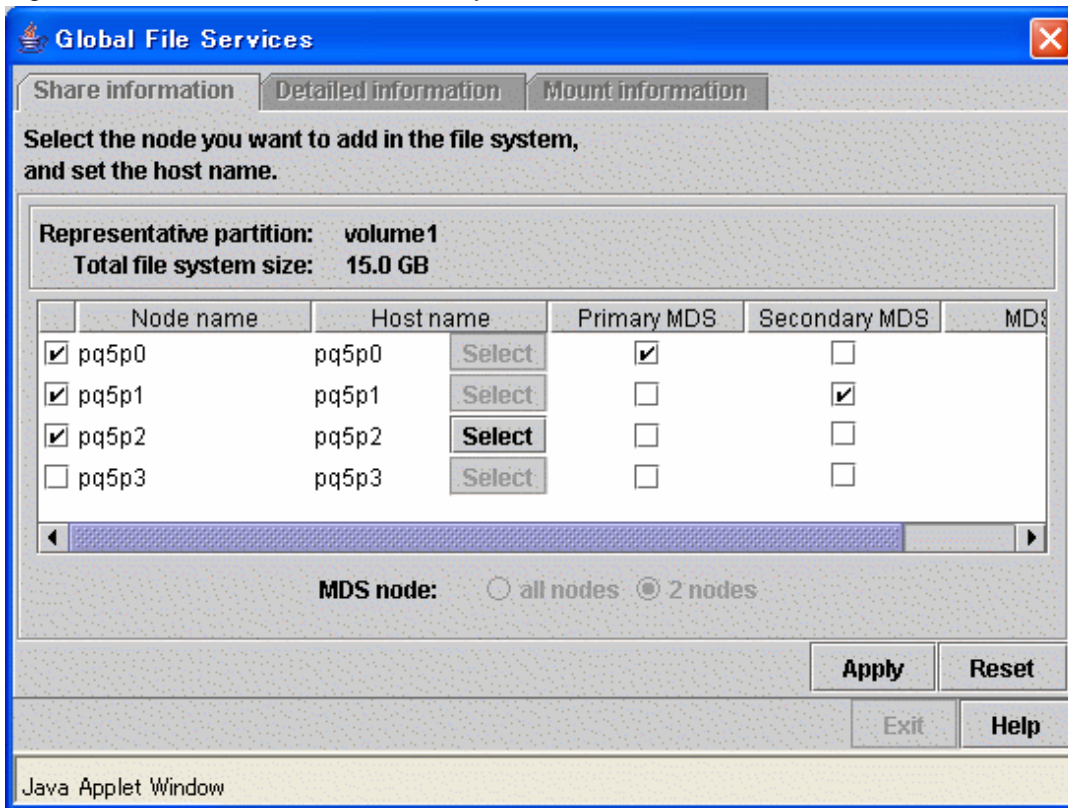 Global File Services
Share information Detailed information Mount information
Select the node you want to add in the file system,
and set the host name.
Representative partition: volume1
Total file system size: 15.0 GB
Node name Host name Primary MDS Secondary MDS MDS
pq5p0 pq5p0 Select
pq5p1 pq5p1 Select
pq5p2 pq5p2 Select
pq5p3 pq5p3 Select
MDS node: all nodes 2 nodes
Apply Reset
Exit Help
Java Applet Window